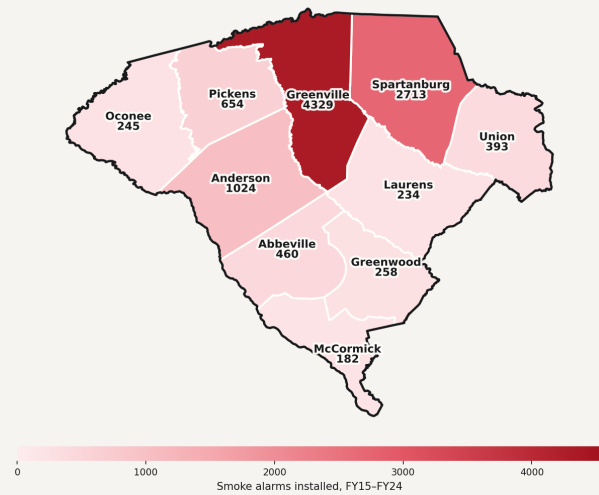 Spartanburg
2713
Pickens
654
Greenville
4329
Oconee
245
Union
393
Anderson
1024
Laurens
234
Abbeville
460
Greenwood
258
McCormick
182
0 1000 2000 3000 4000
Smoke alarms installed, FY15–FY24